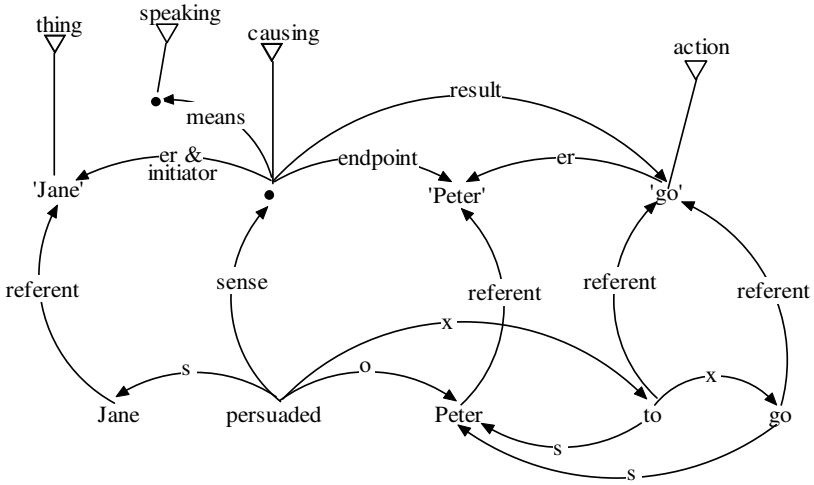 thing
speaking
causing
action
means
result
er &
initiator
endpoint
er
'Jane'
'Peter'
'go'
referent
sense
referent
referent
referent
x
s
o
x
Jane
persuaded
Peter
to
go
s
s